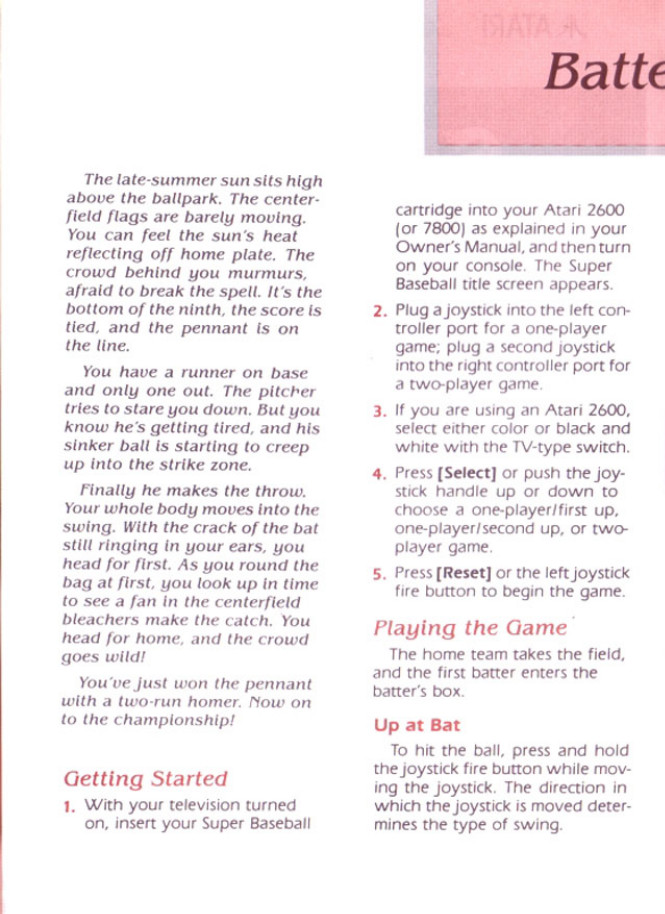 Batte
The late-summer sun sits high
above the ballpark. The center-
field flags are barely moving.
You can feel the sun's heat
reflecting off home plate. The
crowd behind you murmurs,
afraid to break the spell. It's the
bottom of the ninth, the score is
tied, and the pennant is on
the line.
You have a runner on base
and only one out. The pitcher
tries to stare you down. But you
know he's getting tired, and his
sinker ball is starting to creep
up into the strike zone.
Finally he makes the throw.
Your whole body moves into the
swing. With the crack of the bat
still ringing in your ears, you
head for first. As you round the
bag at first, you look up in time
to see a fan in the centerfield
bleachers make the catch. You
head for home, and the crowd
goes wild!
You've just won the pennant
with a two-run homer. Now on
to the championship!
Getting Started
1. With your television turned
on, insert your Super Baseball
cartridge into your Atari 2600
(or 7800) as explained in your
Owner's Manual, and then turn
on your console. The Super
Baseball title screen appears.
2. Plug a joystick into the left con-
troller port for a one-player
game; plug a second joystick
into the right controller port for
a two-player game.
3. If you are using an Atari 2600,
select either color or black and
white with the TV-type switch.
4. Press [Select] or push the joy-
stick handle up or down to
choose a one-player/first up,
one-player/second up, or two-
player game.
5. Press [Reset] or the left joystick
fire button to begin the game.
Playing the Game
The home team takes the field,
and the first batter enters the
batter's box.
Up at Bat
To hit the ball, press and hold
the joystick fire button while mov-
ing the joystick. The direction in
which the joystick is moved deter-
mines the type of swing.